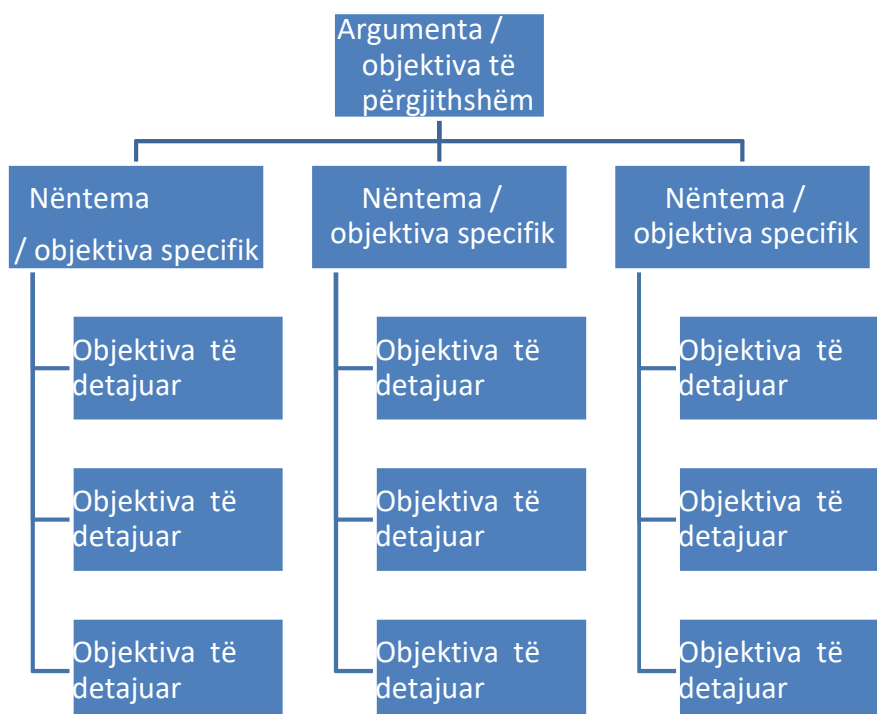 Argumenta /
objektiva të
përgjithshëm
Nëntema
/ objektiva specifik
Nëntema /
objektiva specifik
Nëntema /
objektiva specifik
Objektiva të
detajuar
Objektiva të
detajuar
Objektiva të
detajuar
Objektiva të
detajuar
Objektiva të
detajuar
Objektiva të
detajuar
Objektiva të
detajuar
Objektiva të
detajuar
Objektiva të
detajuar